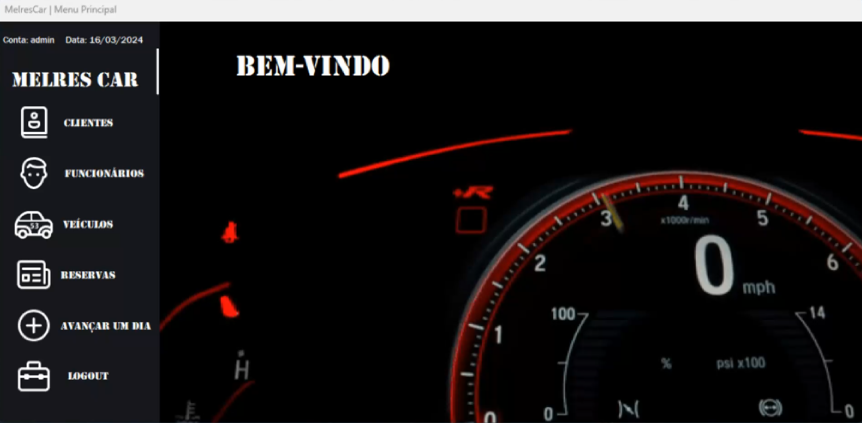 MelresCar | Menu Principal
Conta: admin Data: 16/03/2024
MELRES CAR
BEM-VINDO
CLIENTES
FUNCIONÁRIOS
VEÍCULOS
RESERVAS
AVANÇAR UM DIA
LOGOUT
+R
0 1 2 3 4 5 6
x1000r/min
0 mph
100
14
% psi x100
0
0
H
53